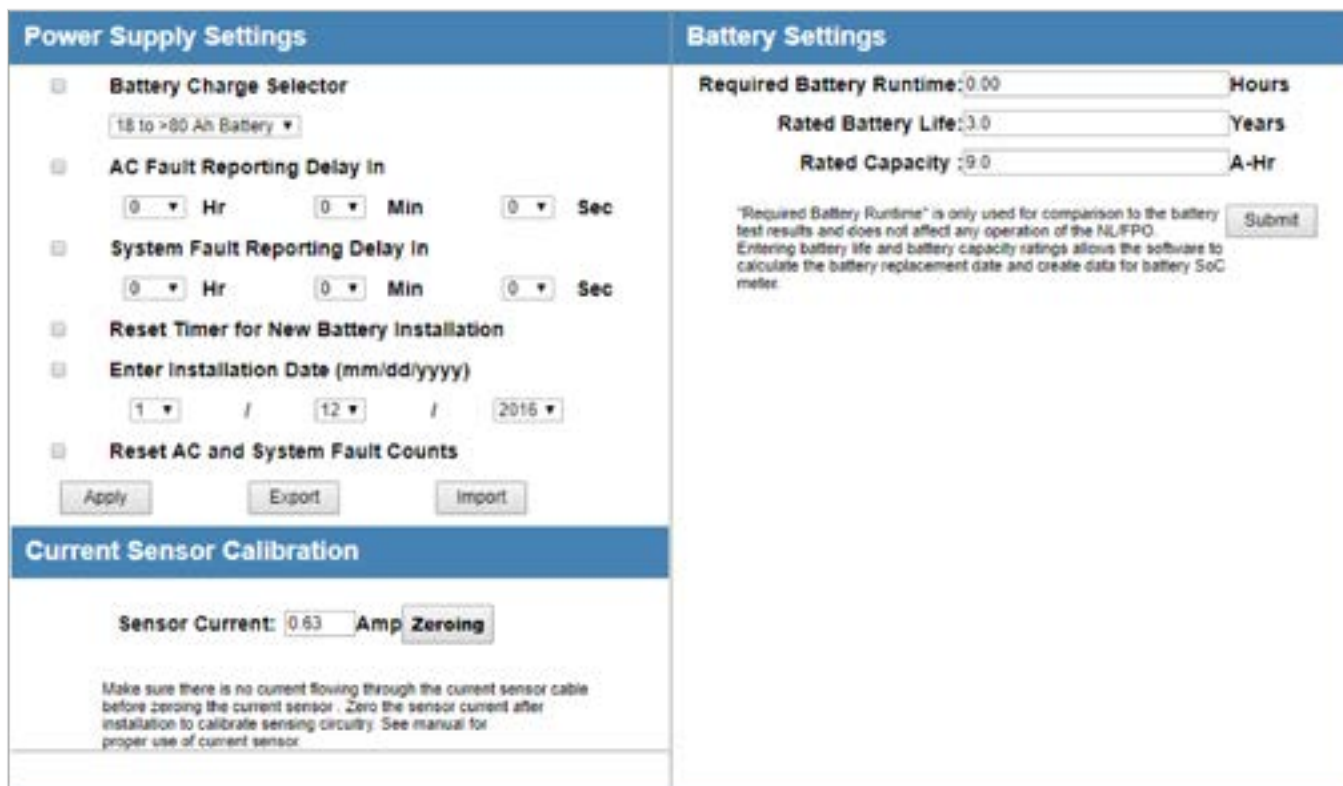 Power Supply Settings
Battery Charge Selector
18 to >80 Ah Battery
AC Fault Reporting Delay In
0 Hr 0 Min 0 Sec
System Fault Reporting Delay In
0 Hr 0 Min 0 Sec
Reset Timer for New Battery Installation
Enter Installation Date (mm/dd/yyyy)
1 / 12 / 2016
Reset AC and System Fault Counts
Apply Export Import
Current Sensor Calibration
Sensor Current: 0.63 Amp Zeroing
Make sure there is no current flowing through the current sensor cable
before zeroing the current sensor . Zero the sensor current after
installation to calibrate sensing circuitry. See manual for
proper use of current sensor
Battery Settings
Required Battery Runtime: 0.00 Hours
Rated Battery Life: 3.0 Years
Rated Capacity : 9.0 A-Hr
"Required Battery Runtime" is only used for comparison to the battery
test results and does not affect any operation of the NL/FPO.
Entering battery life and battery capacity ratings allows the software to
calculate the battery replacement date and create data for battery SoC
meter.
Submit